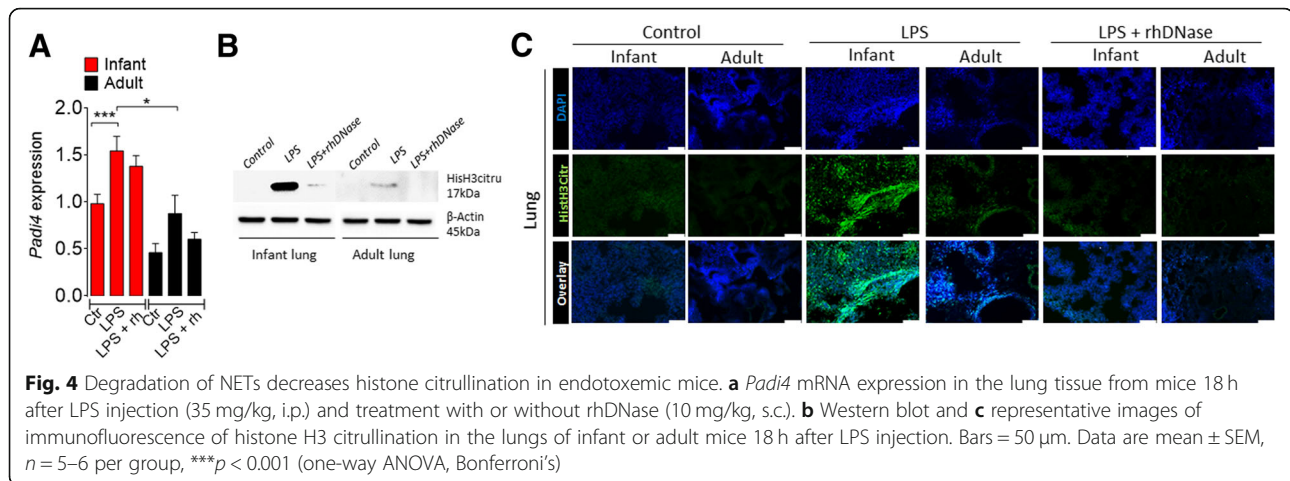 A
Infant
Adult
Padi4 expression
2.0
1.5
1.0
0.5
0.0
***
*
Ctr
LPS
LPS + rh
Ctr
LPS
LPS + rh
B
Control
LPS
LPS+rhDNase
Control
LPS
LPS+rhDNase
HisH3citru
17kDa
β-Actin
45kDa
Infant lung
Adult lung
C
Control
LPS
LPS + rhDNase
Infant
Adult
Infant
Adult
Infant
Adult
Lung
DAPI
HistH3Citr
Overlay
Fig. 4 Degradation of NETs decreases histone citrullination in endotoxemic mice. a Padi4 mRNA expression in the lung tissue from mice 18 h
after LPS injection (35 mg/kg, i.p.) and treatment with or without rhDNase (10 mg/kg, s.c.). b Western blot and c representative images of
immunofluorescence of histone H3 citrullination in the lungs of infant or adult mice 18 h after LPS injection. Bars = 50 μm. Data are mean ± SEM,
n = 5–6 per group, ***p < 0.001 (one-way ANOVA, Bonferroni's)